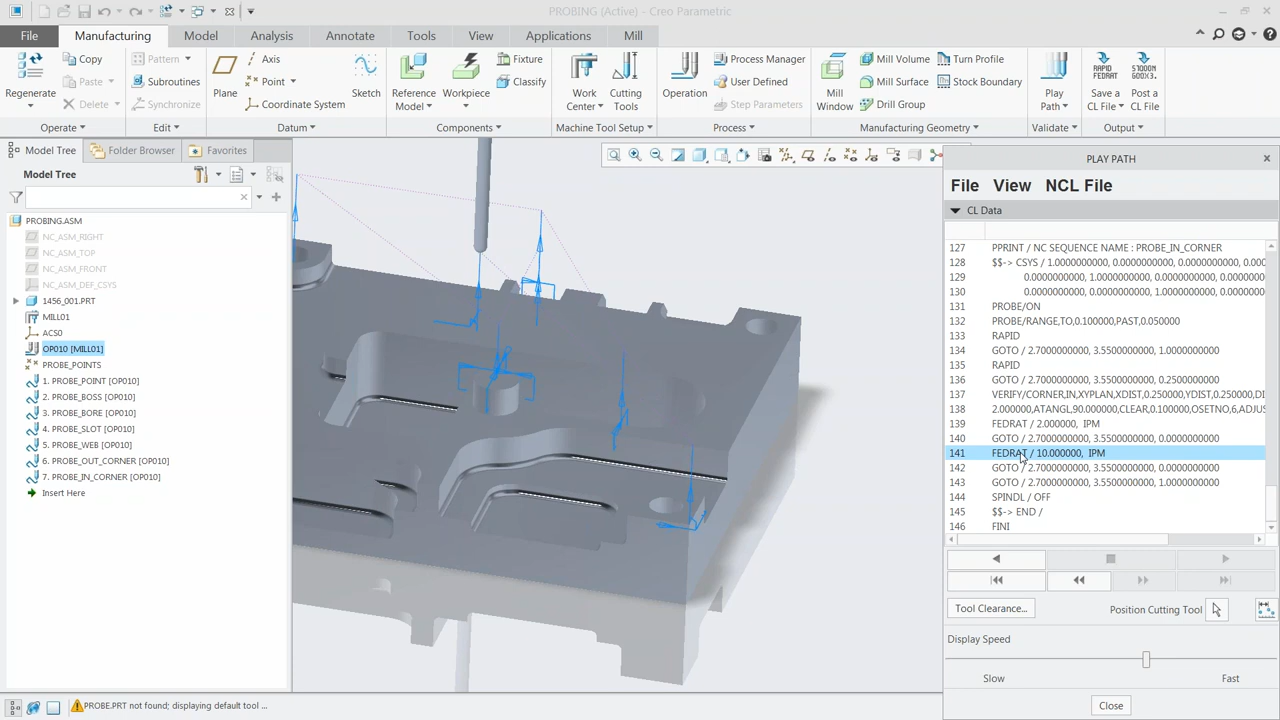 PROBING (Active) - Creo Parametric
File Manufacturing Model Analysis Annotate Tools View Applications Mill
Regenerate
Copy
Paste
Delete
Operate
Pattern
Subroutines
Synchronize
Edit
Plane
Axis
Point
Coordinate System
Sketch
Datum
Reference Model
Workpiece
Fixture
Classify
Components
Work Center
Cutting Tools
Machine Tool Setup
Operation
Process Manager
User Defined
Step Parameters
Process
Mill Window
Mill Volume
Mill Surface
Drill Group
Turn Profile
Stock Boundary
Manufacturing Geometry
Play Path
Validate
Save a CL File
Post a CL File
Output
Model Tree Folder Browser Favorites
Model Tree
PROBING.ASM
NC_ASM_RIGHT
NC_ASM_TOP
NC_ASM_FRONT
NC_ASM_DEF_CSYS
1456_001.PRT
MILL01
ACS0
OP010 [MILL01]
PROBE_POINTS
1. PROBE_POINT [OP010]
2. PROBE_BOSS [OP010]
3. PROBE_BORE [OP010]
4. PROBE_SLOT [OP010]
5. PROBE_WEB [OP010]
6. PROBE_OUT_CORNER [OP010]
7. PROBE_IN_CORNER [OP010]
Insert Here
PLAY PATH
File View NCL File
CL Data
127 PPRINT / NC SEQUENCE NAME : PROBE_IN_CORNER
128 $$-> CSYS / 1.0000000000, 0.0000000000, 0.0000000000, 0.000
129 0.0000000000, 1.0000000000, 0.0000000000, 0.000
130 0.0000000000, 0.0000000000, 1.0000000000, 0.000
131 PROBE/ON
132 PROBE/RANGE,TO,0.100000,PAST,0.050000
133 RAPID
134 GOTO / 2.7000000000, 3.5500000000, 1.0000000000
135 RAPID
136 GOTO / 2.7000000000, 3.5500000000, 0.2500000000
137 VERIFY/CORNER,IN,XYPLAN,XDIST,0.250000,YDIST,0.250000,DI
138 2.000000,ATANGL,90.000000,CLEAR,0.100000,OSETNO,6,ADJUS
139 FEDRAT / 2.000000, IPM
140 GOTO / 2.7000000000, 3.5500000000, 0.0000000000
141 FEDRAT / 10.000000, IPM
142 GOTO / 2.7000000000, 3.5500000000, 0.0000000000
143 GOTO / 2.7000000000, 3.5500000000, 1.0000000000
144 SPINDL / OFF
145 $$-> END /
146 FINI
Tool Clearance... Position Cutting Tool
Display Speed
Slow Fast
Close
PROBE.PRT not found; displaying default tool ...